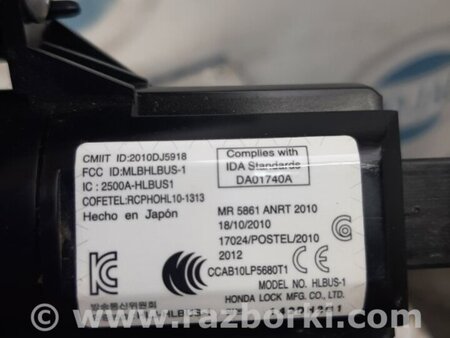 CMIIT ID:2010DJ5918
FCC ID:MLBHLBUS-1
IC : 2500A-HLBUS1
COFETEL:RCPHOHL10-1313
Hecho en Japón
Complies with
IDA Standards
DA01740A
MR 5861 ANRT 2010
18/10/2010
17024/POSTEL/2010
2012
CCAB10LP5680T1
MODEL NO. HLBUS-1
HONDA LOCK MFG. CO., LTD.
방송통신위원회
© www.razborki.com